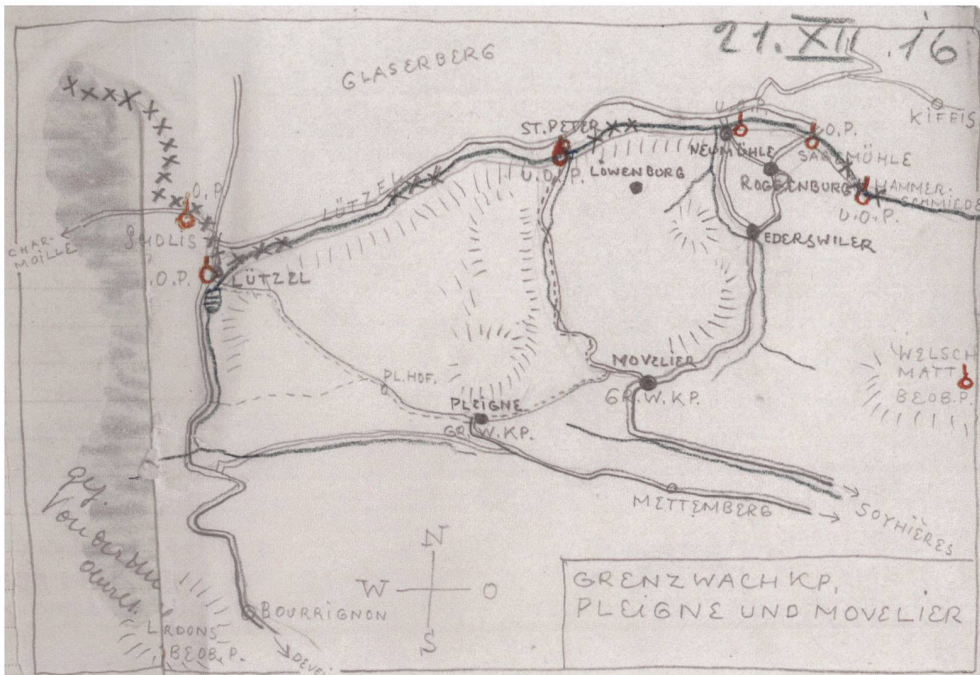 21. XII .16
GLASERBERG
KIFFIS
U.O.P.
ST. PETER
U.O.P.
NEUMÜHLE
U.O.P.
SAGEMÜHLE
LÖWENBURG
ROGGENBURG
HAMMER-
SCHMIEDE
U.O.P.
LÜTZEL
U.O.P
CHAR-
MOILLE
EDERSWILER
.O.P.
LÜTZEL
MOVELIER
GR.W.KP.
WELSCH
MATT
BEOB.P.
PL.HOF.
PLEIGNE
GR.W.KP.
METTEMBERG
SOYHIÈRES
N
W
O
S
BOURRIGNON
BEOB.P.
GRENZWACHKP.
PLEIGNE UND MOVELIER